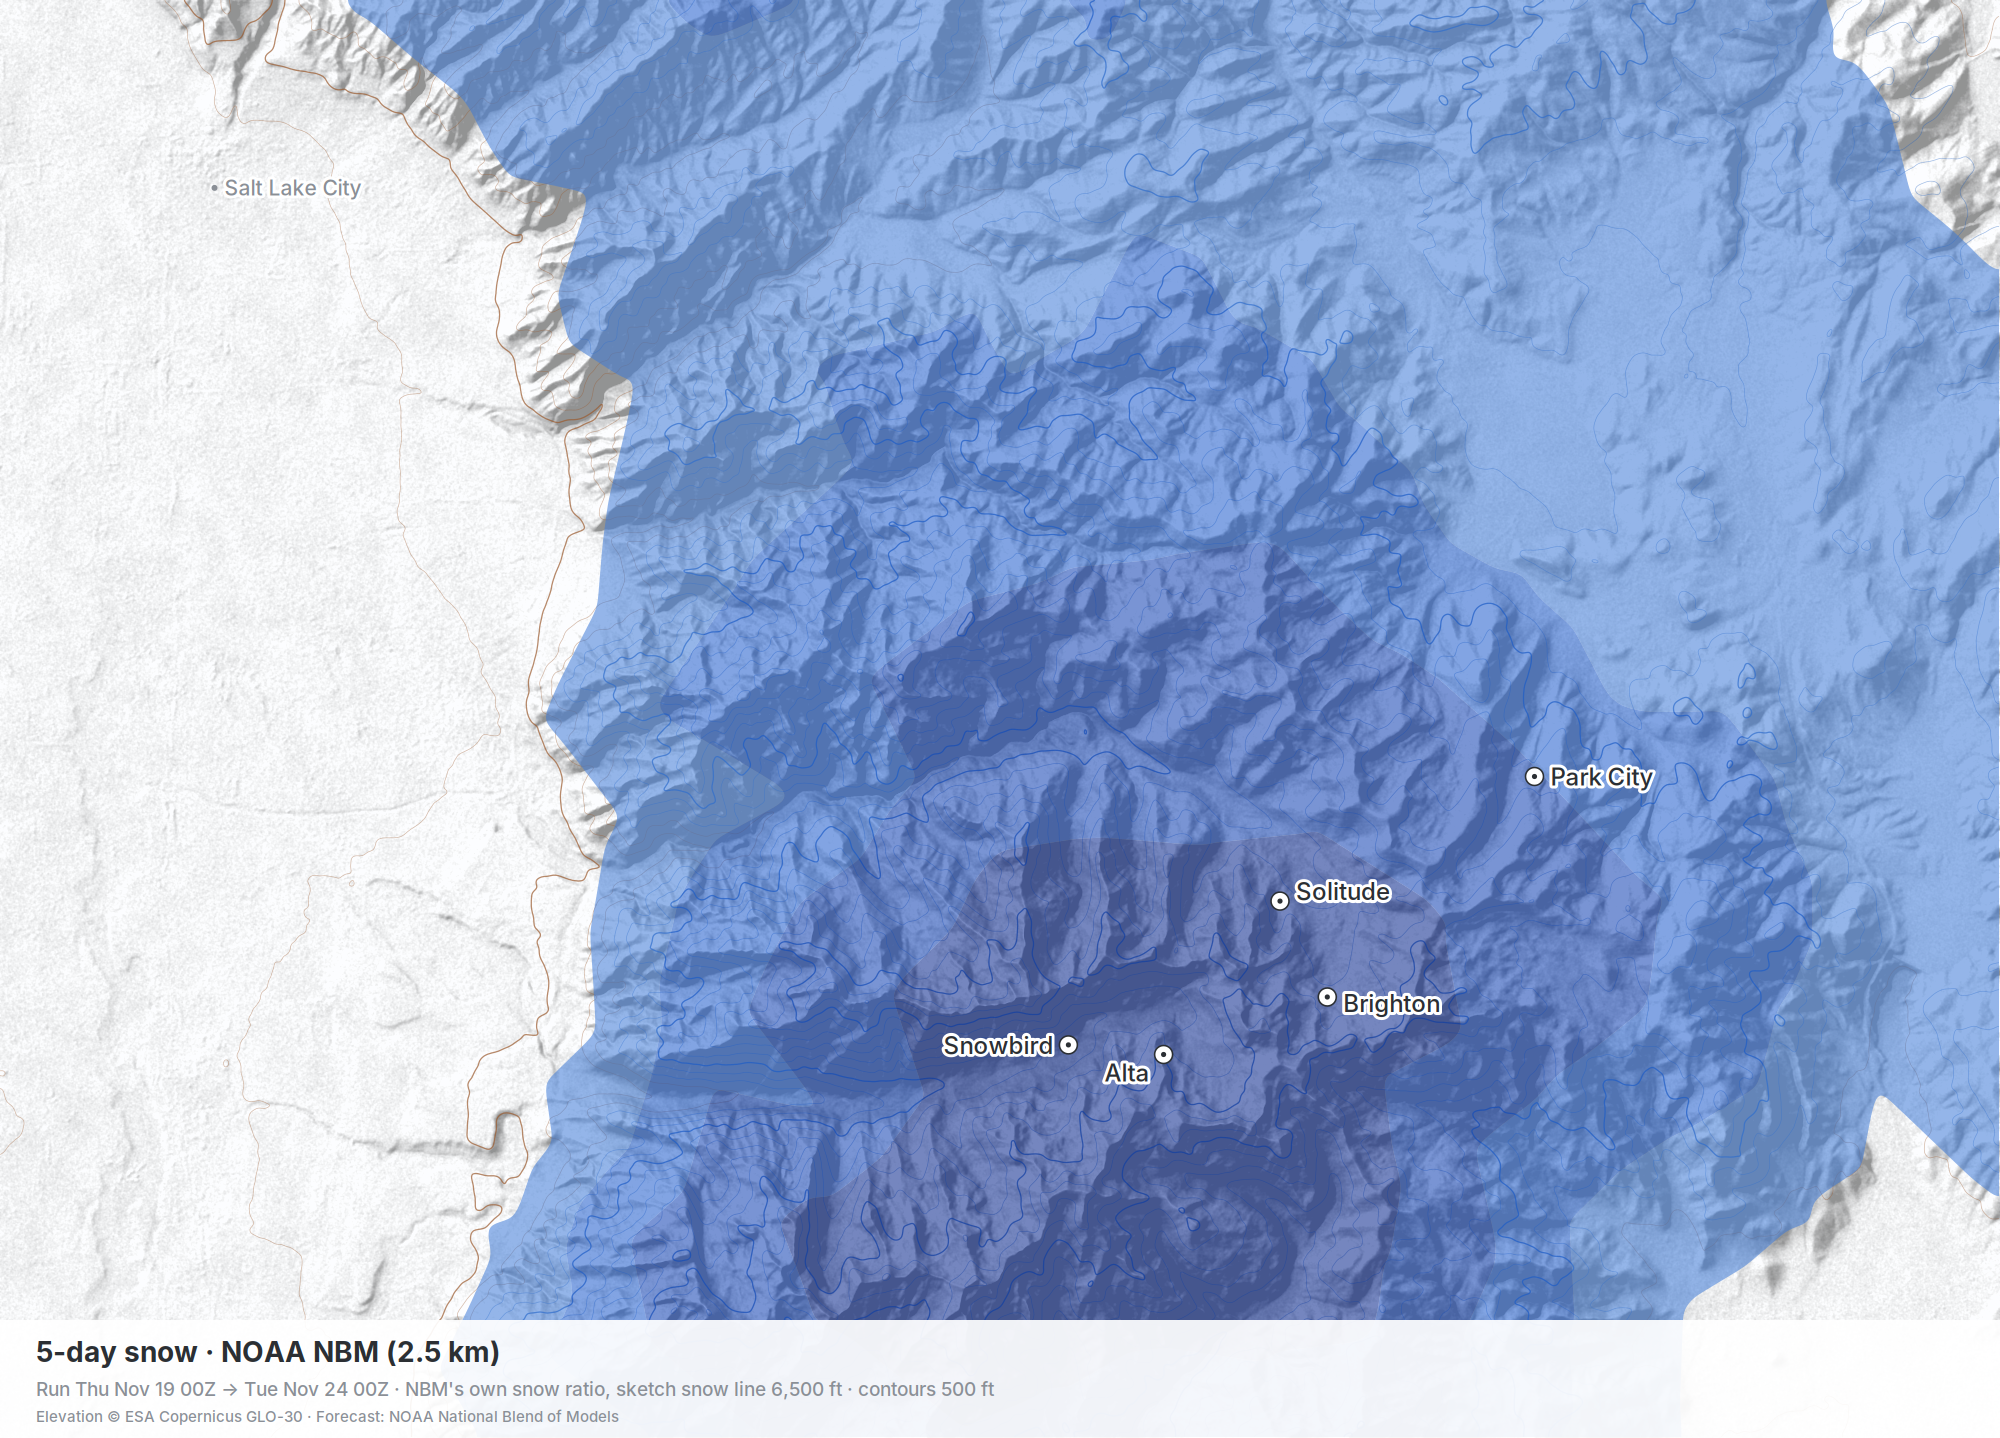 Salt Lake City
Park City
Solitude
Brighton
Snowbird
Alta
5-day snow · NOAA NBM (2.5 km)
Run Thu Nov 19 00Z → Tue Nov 24 00Z · NBM's own snow ratio, sketch snow line 6,500 ft · contours 500 ft
Elevation © ESA Copernicus GLO-30 · Forecast: NOAA National Blend of Models